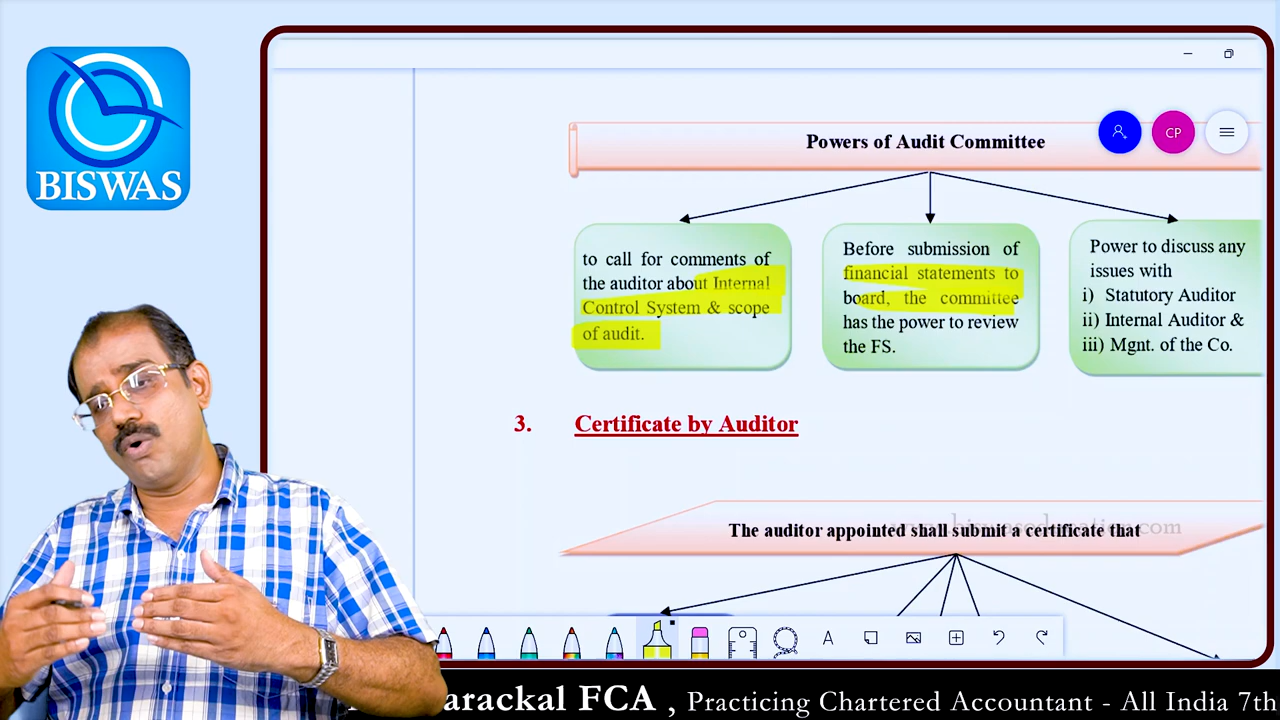 BISWAS
CP
Powers of Audit Committee
to call for comments of
the auditor about Internal
Control System & scope
of audit.
Before submission of
financial statements to
board, the committee
has the power to review
the FS.
Power to discuss any
issues with
i) Statutory Auditor
ii) Internal Auditor &
iii) Mgnt. of the Co.
3. Certificate by Auditor
The auditor appointed shall submit a certificate that
A
arackal FCA , Practicing Chartered Accountant - All India 7th